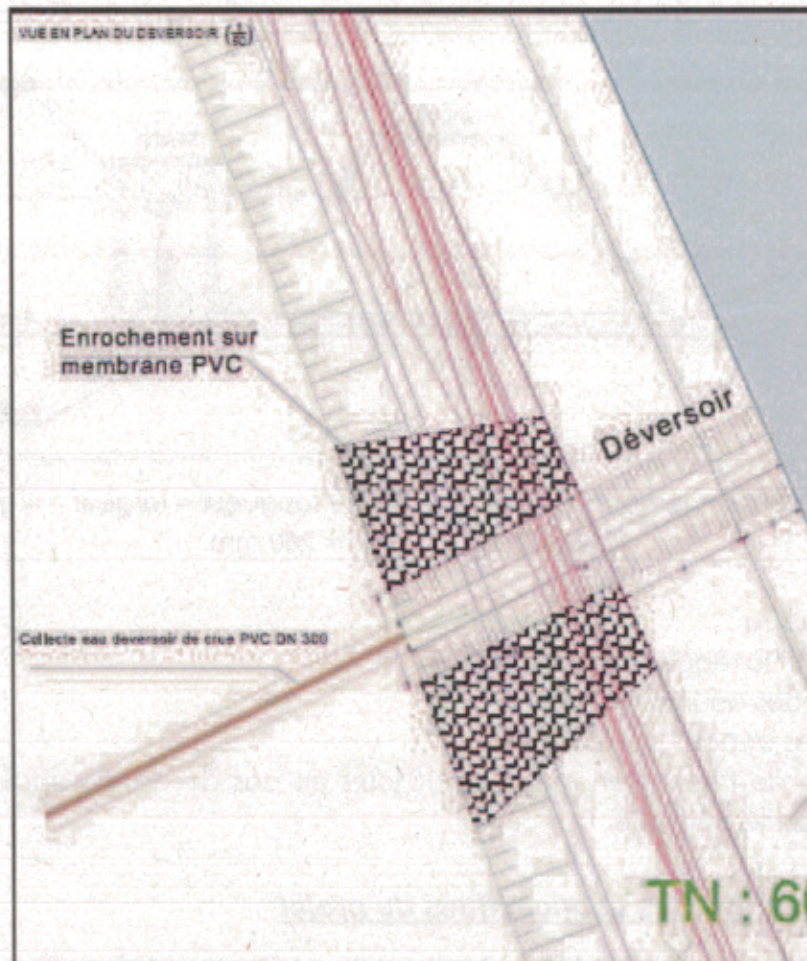 VUE EN PLAN DU DEVERSOIR
Enrochement sur
membrane PVC
Déversoir
Collecte eau deversoir de crue PVC DN 300
TN : 60